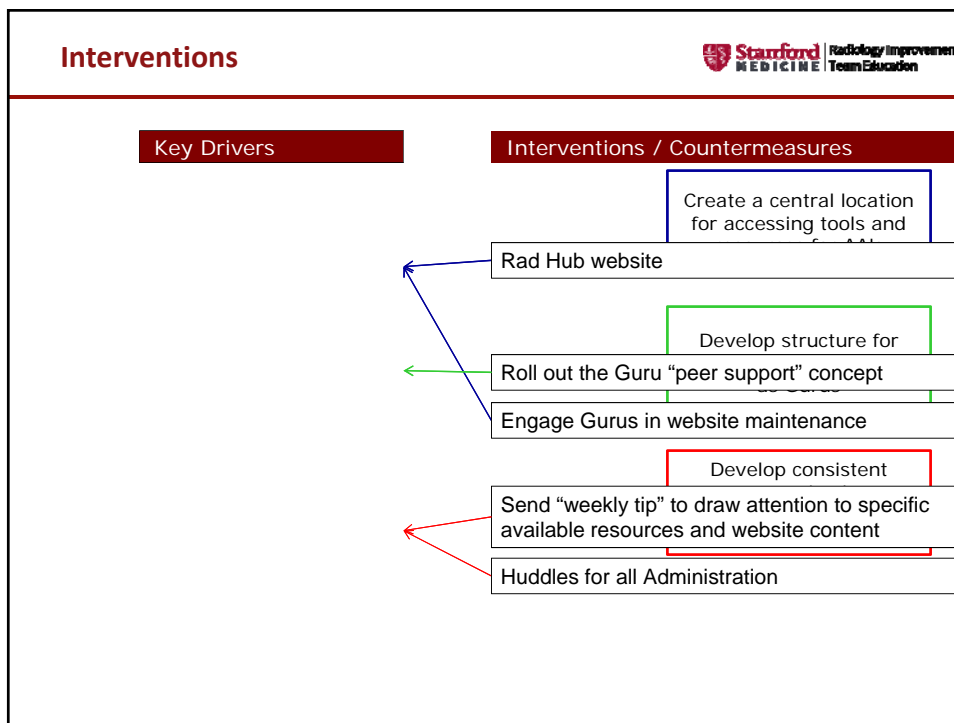 Interventions
Stanford
MEDICINE
Radiology Improvemen
Team Education
Key Drivers
Interventions / Countermeasures
Create a central location
for accessing tools and
Rad Hub website
Develop structure for
Roll out the Guru “peer support” concept
as Gurus
Engage Gurus in website maintenance
Develop consistent
Send “weekly tip” to draw attention to specific
available resources and website content
Huddles for all Administration